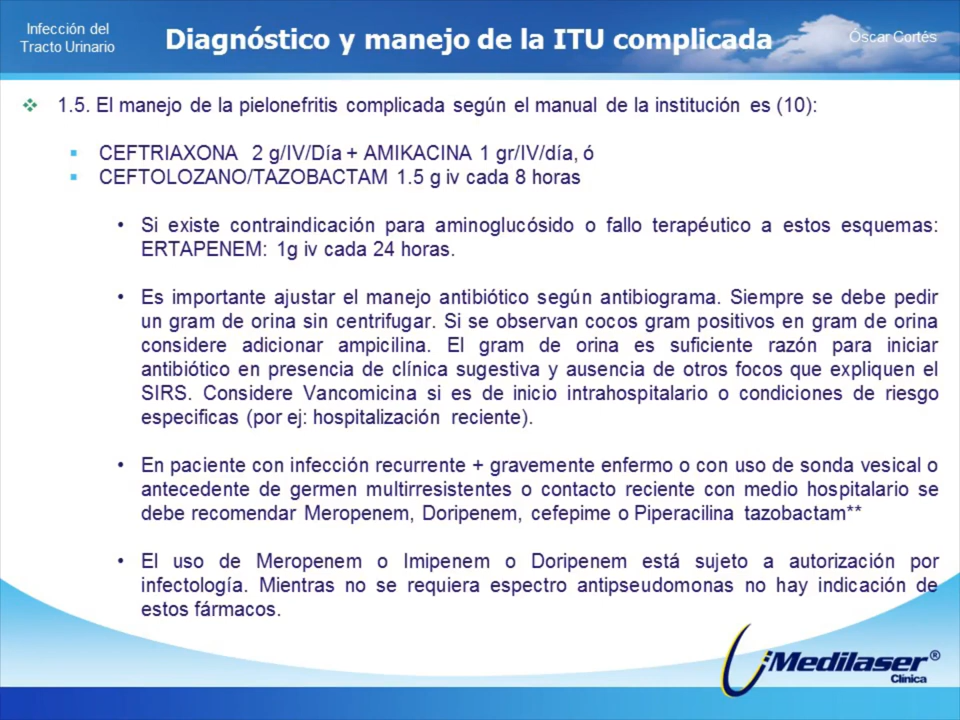 Infección del
Tracto Urinario
Diagnóstico y manejo de la ITU complicada
Óscar Cortés
❖ 1.5. El manejo de la pielonefritis complicada según el manual de la institución es (10):
▪ CEFTRIAXONA 2 g/IV/Día + AMIKACINA 1 gr/IV/día, ó
▪ CEFTOLOZANO/TAZOBACTAM 1.5 g iv cada 8 horas
• Si existe contraindicación para aminoglucósido o fallo terapéutico a estos esquemas:
ERTAPENEM: 1g iv cada 24 horas.
• Es importante ajustar el manejo antibiótico según antibiograma. Siempre se debe pedir
un gram de orina sin centrifugar. Si se observan cocos gram positivos en gram de orina
considere adicionar ampicilina. El gram de orina es suficiente razón para iniciar
antibiótico en presencia de clínica sugestiva y ausencia de otros focos que expliquen el
SIRS. Considere Vancomicina si es de inicio intrahospitalario o condiciones de riesgo
especificas (por ej: hospitalización reciente).
• En paciente con infección recurrente + gravemente enfermo o con uso de sonda vesical o
antecedente de germen multirresistentes o contacto reciente con medio hospitalario se
debe recomendar Meropenem, Doripenem, cefepime o Piperacilina tazobactam**
• El uso de Meropenem o Imipenem o Doripenem está sujeto a autorización por
infectología. Mientras no se requiera espectro antipseudomonas no hay indicación de
estos fármacos.
Medilaser®
Clínica